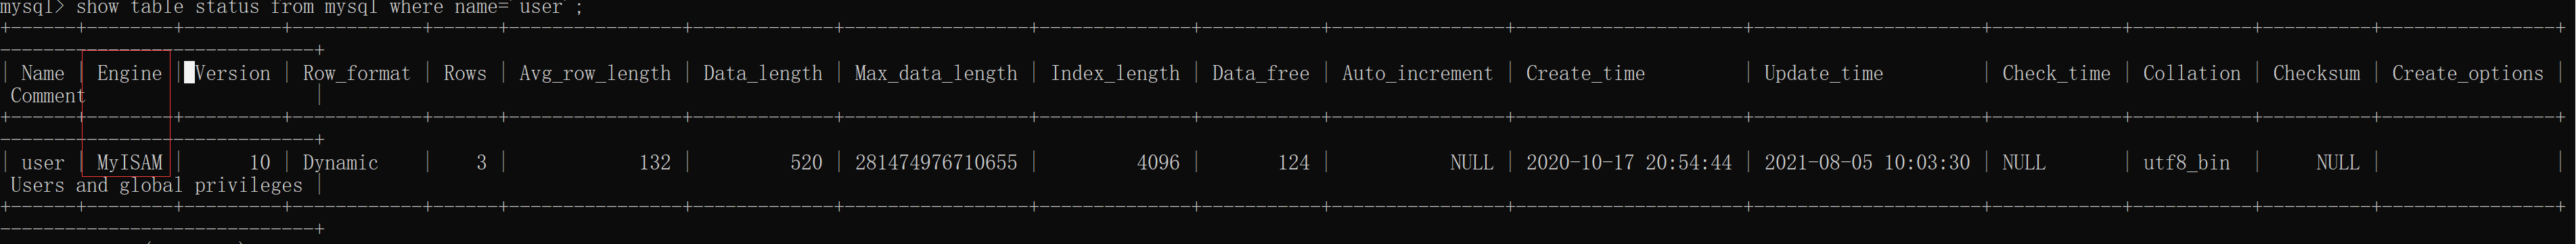 mysql> show table status from mysql where name='user';
+------+--------+---------+------------+------+----------------+-------------+-----------------+--------------+-----------+----------------+---------------------+---------------------+------------+-----------+----------+----------------+
----------------------------+
| Name | Engine | Version | Row_format | Rows | Avg_row_length | Data_length | Max_data_length | Index_length | Data_free | Auto_increment | Create_time         | Update_time         | Check_time | Collation | Checksum | Create_options |
 Comment                    |
+------+--------+---------+------------+------+----------------+-------------+-----------------+--------------+-----------+----------------+---------------------+---------------------+------------+-----------+----------+----------------+
----------------------------+
| user | MyISAM |      10 | Dynamic    |    3 |            132 |         520 | 281474976710655 |         4096 |       124 |           NULL | 2020-10-17 20:54:44 | 2021-08-05 10:03:30 | NULL       | utf8_bin  |     NULL |                |
 Users and global privileges |
+------+--------+---------+------------+------+----------------+-------------+-----------------+--------------+-----------+----------------+---------------------+---------------------+------------+-----------+----------+----------------+
----------------------------+